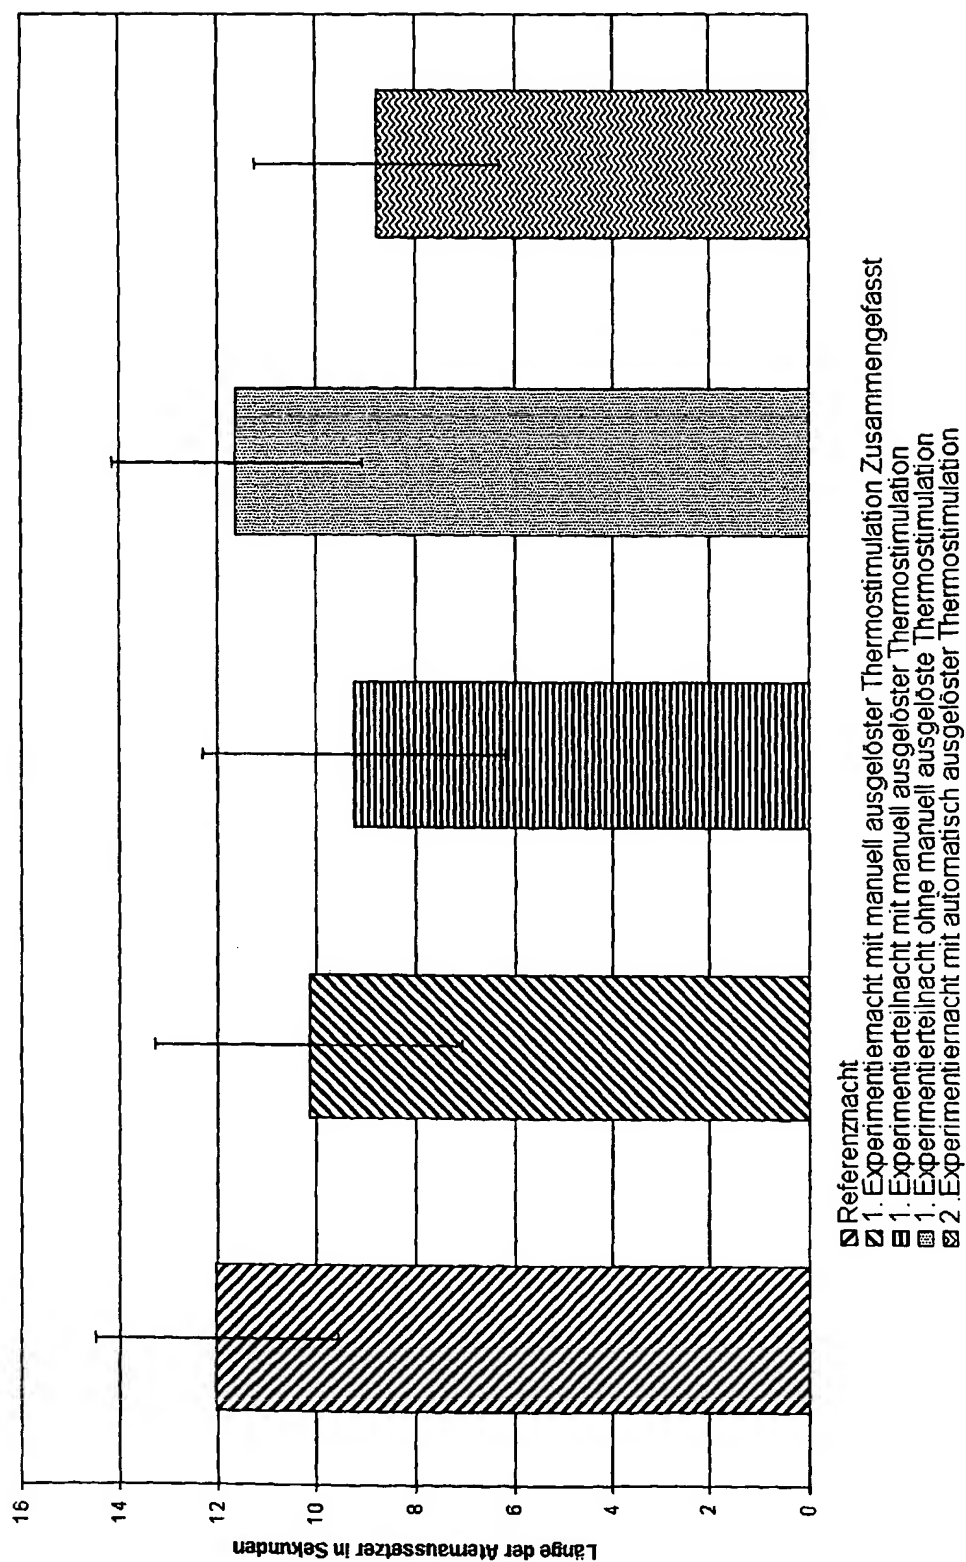 Länge der Atemaussetzer in Sekunden
16
14
12
10
8
6
4
2
0
Referenznacht
1. Experimentiernacht mit manuell ausgelöster Thermostimulation Zusammengefasst
1. Experimentierteilnacht mit manuell ausgelöster Thermostimulation
1. Experimentierteilnacht ohne manuell ausgelöste Thermostimulation
2 .Experimentiernacht mit automatisch ausgelöster Thermostimulation